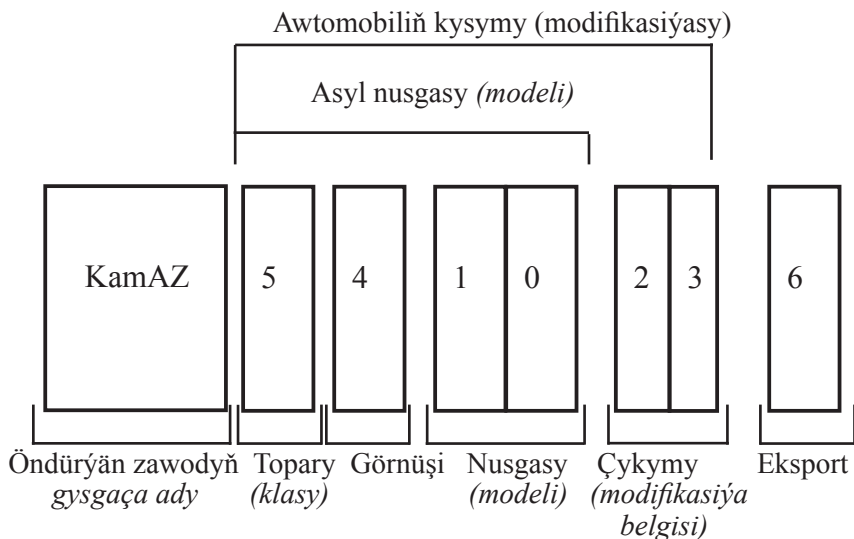 Awtomobiliň kysymy (modifikasiýasy)
Asyl nusgasy (modeli)
KamAZ 5 4 1 0 2 3 6
Öndürýän zawodyň Topary Görnüşi Nusgasy Çykymy Eksport
gysgaça ady (klasy) (modeli) (modifikasiýa
belgisi)